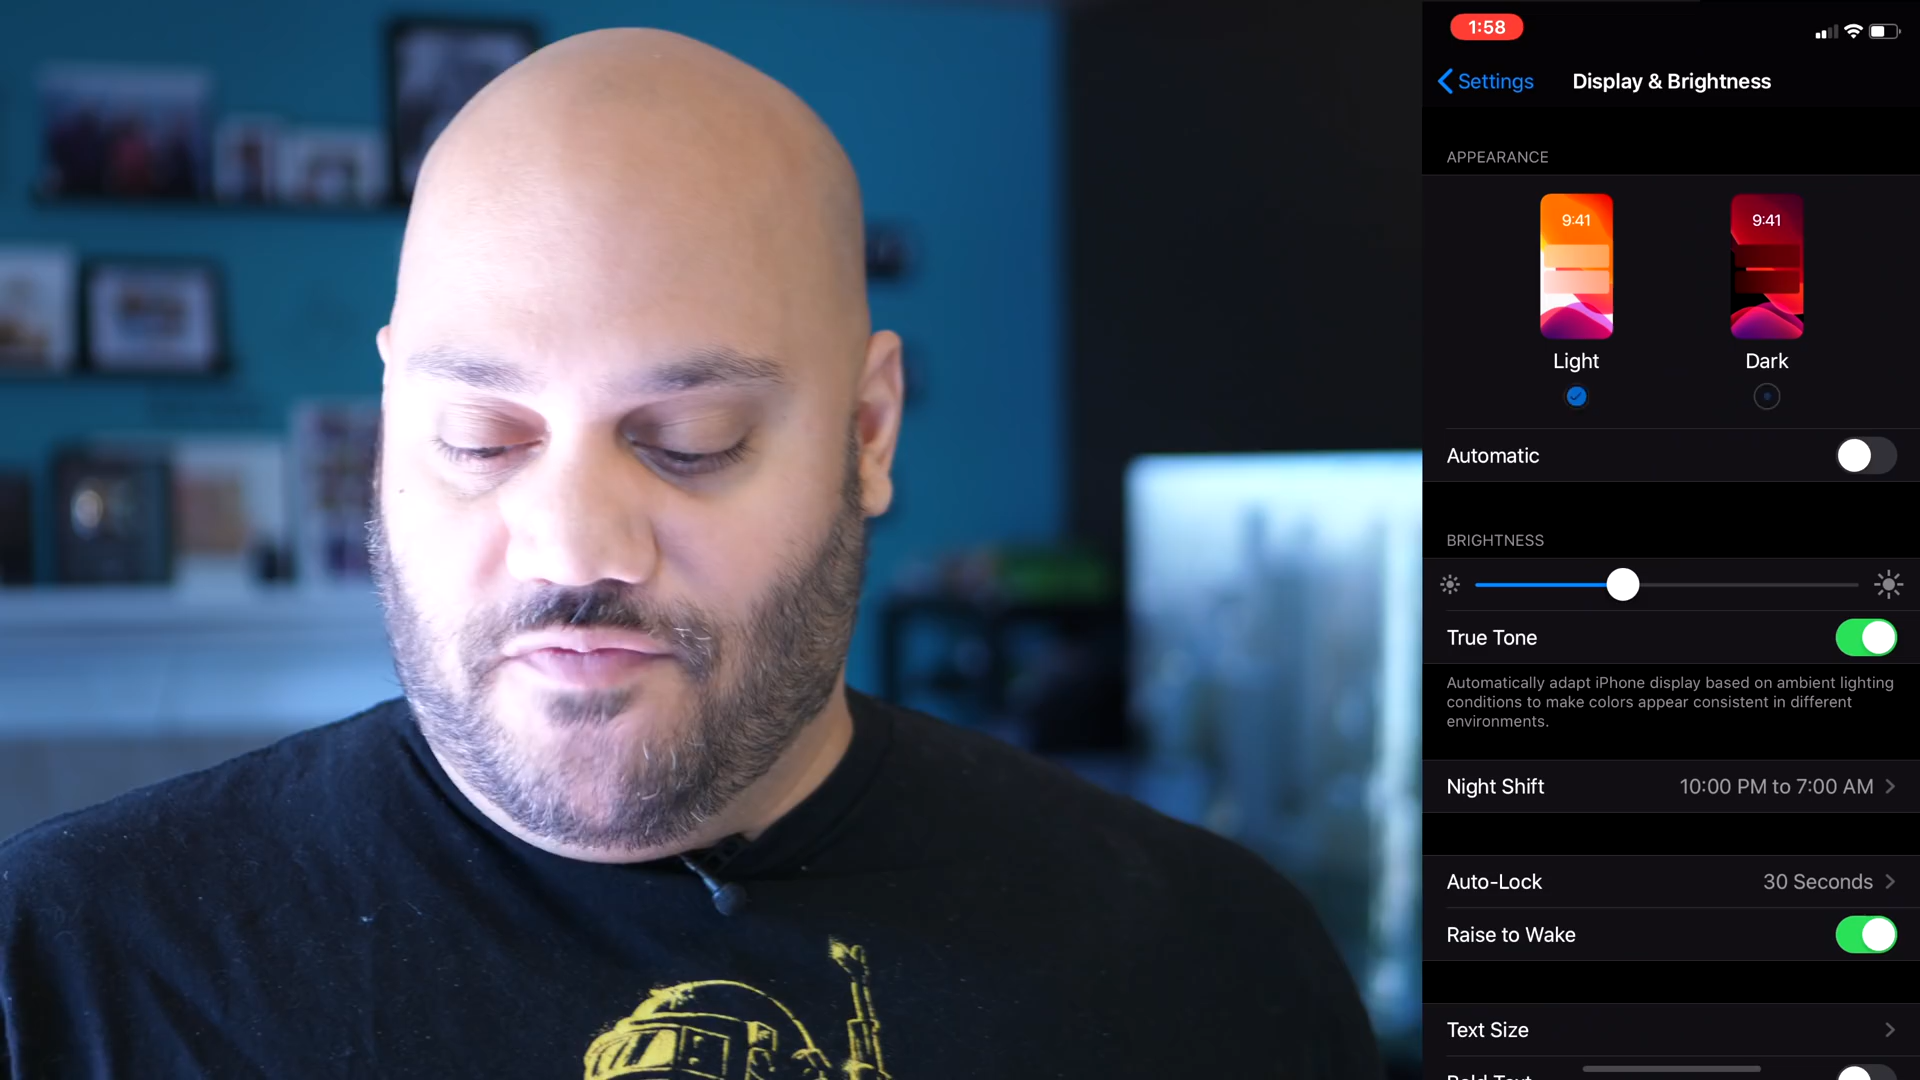 1:58
Settings
Display & Brightness
APPEARANCE
9:41
9:41
Light
Dark
Automatic
BRIGHTNESS
True Tone
Automatically adapt iPhone display based on ambient lighting
conditions to make colors appear consistent in different
environments.
Night Shift
10:00 PM to 7:00 AM
Auto-Lock
30 Seconds
Raise to Wake
Text Size
Bold Text